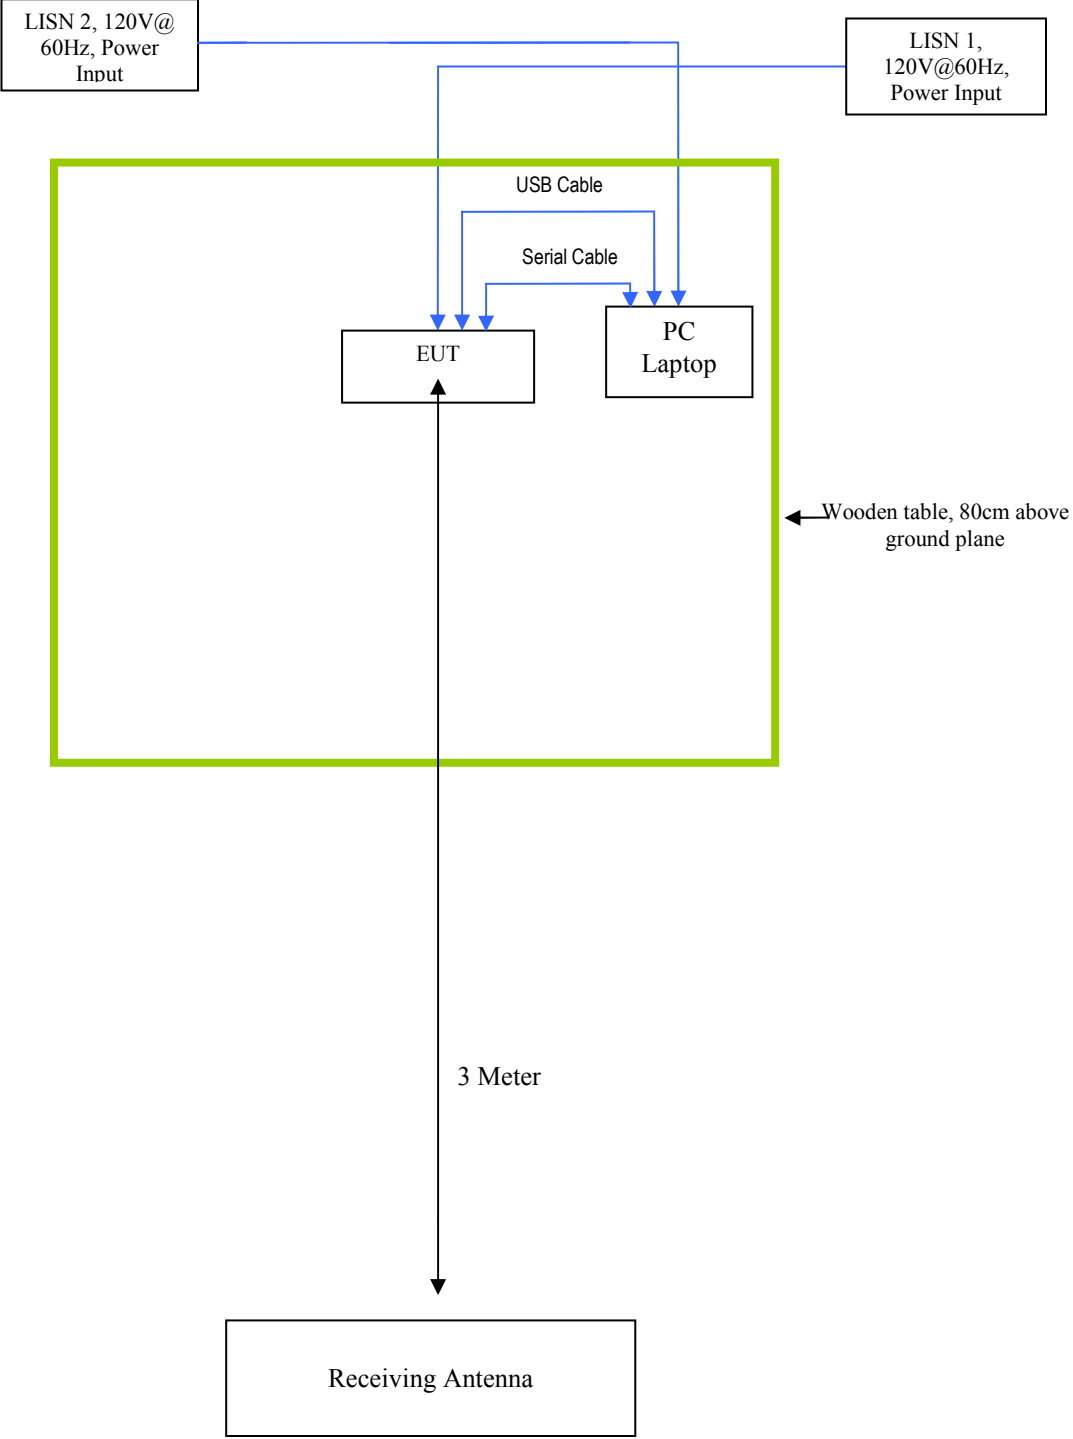 LISN 2, 120V@
60Hz, Power
Input
LISN 1,
120V@60Hz,
Power Input
USB Cable
Serial Cable
EUT
PC
Laptop
Wooden table, 80cm above
ground plane
3 Meter
Receiving Antenna